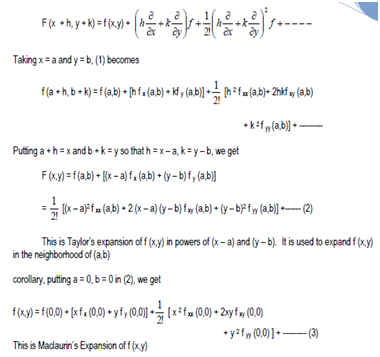 F (x + h, y + k) = f (x,y) + (h ∂/∂x + k ∂/∂y) f + 1/2! (h ∂/∂x + k ∂/∂y)² f + - - - -
Taking x = a and y = b, (1) becomes
f (a + h, b + k) = f (a,b) + [h f x (a,b) + kf y (a,b)] + 1/2! [h ² f xx (a,b)+ 2hkf xy (a,b)
+ k ² f yy (a,b)] + ---------
Putting a + h = x and b + k = y so that h = x – a, k = y – b, we get
F (x,y) = f (a,b) + [(x – a) f x (a,b) + (y – b) f y (a,b)]
= 1/2! [(x – a)² f xx (a,b) + 2 (x – a) (y – b) f xy (a,b) + (y – b)² f yy (a,b)] +------ (2)
This is Taylor's expansion of f (x,y) in powers of (x – a) and (y – b). It is used to expand f (x,y)
in the neighborhood of (a,b)
corollary, putting a = 0, b = 0 in (2), we get
f (x,y) = f (0,0) + [x f x (0,0) + y f y (0,0)] + 1/2! [ x ² f xx (0,0) + 2xy f xy (0,0)
+ y ² f yy (0,0) ] + --------- (3)
This is Maclaurin's Expansion of f (x,y)